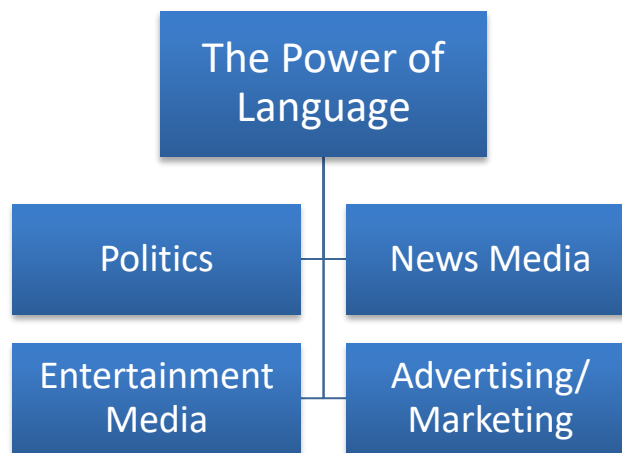 The Power of
Language
Politics
News Media
Entertainment
Media
Advertising/
Marketing